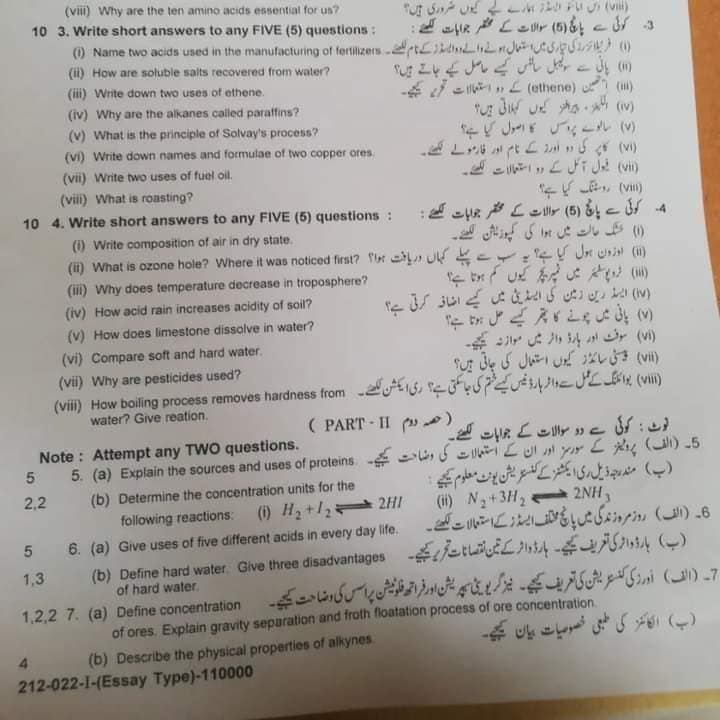 (viii) Why are the ten amino acids essential for us? (viii) دس امائنو ایسڈز ہمارے لیے کیوں ضروری ہیں؟
10 3. Write short answers to any FIVE (5) questions : 3- کوئی سے پانچ (5) سوالات کے مختصر جوابات لکھئے :
(i) Name two acids used in the manufacturing of fertilizers. (i) فرٹیلائزرز کی تیاری میں استعمال ہونے والے دو ایسڈز کے نام لکھئے۔
(ii) How are soluble salts recovered from water? (ii) پانی سے سولیوبل سالٹس کیسے حاصل کیے جاتے ہیں؟
(iii) Write down two uses of ethene. (iii) ایتھین (ethene) کے دو استعمالات تحریر کیجیے۔
(iv) Why are the alkanes called paraffins? (iv) الکینز، پیرافنز کیوں کہلاتی ہیں؟
(v) What is the principle of Solvay's process? (v) سالوے پروسس کا اصول کیا ہے؟
(vi) Write down names and formulae of two copper ores. (vi) کاپر کی دو اورز کے نام اور فارمولے لکھئے۔
(vii) Write two uses of fuel oil. (vii) فیول آئل کے دو استعمالات لکھئے۔
(viii) What is roasting? (viii) روسٹنگ کیا ہے؟
10 4. Write short answers to any FIVE (5) questions : 4- کوئی سے پانچ (5) سوالات کے مختصر جوابات لکھئے :
(i) Write composition of air in dry state. (i) خشک حالت میں ہوا کی کمپوزیشن لکھئے۔
(ii) What is ozone hole? Where it was noticed first? (ii) اوزون ہول کیا ہے؟ یہ سب سے پہلے کہاں دریافت ہوا؟
(iii) Why does temperature decrease in troposphere? (iii) ٹروپوسفیئر میں ٹمپریچر کیوں کم ہوتا ہے؟
(iv) How acid rain increases acidity of soil? (iv) ایسڈ رین زمین کی ایسڈیٹی میں کیسے اضافہ کرتی ہے؟
(v) How does limestone dissolve in water? (v) پانی میں چونے کا پتھر کیسے حل ہوتا ہے؟
(vi) Compare soft and hard water. (vi) سوفٹ اور ہارڈ واٹر میں موازنہ کیجیے۔
(vii) Why are pesticides used? (vii) پیسٹی سائڈز کیوں استعمال کی جاتی ہیں؟
(viii) How boiling process removes hardness from (viii) بوائلنگ کے عمل سے واٹر ہارڈنیس کیسے ختم کی جاسکتی ہے؟ ری ایکشن لکھئے۔
water? Give reation.
( PART - II حصہ دوم )
Note : Attempt any TWO questions. نوٹ : کوئی سے دو سوالات کے جوابات لکھئے۔
5 5. (a) Explain the sources and uses of proteins. 5- (الف) پروٹینز کے سورسز اور ان کے استعمالات کی وضاحت کیجیے۔
2,2 (b) Determine the concentration units for the (ب) مندرجہ ذیل ری ایکشنز کے کنسنٹریشن یونٹ معلوم کیجیے :
following reactions: (i) H₂ + I₂ ⇌ 2HI (ii) N₂ + 3H₂ ⇌ 2NH₃
5 6. (a) Give uses of five different acids in every day life. 6- (الف) روزمرہ زندگی میں پانچ مختلف ایسڈز کے استعمالات لکھئے۔
1,3 (b) Define hard water. Give three disadvantages (ب) ہارڈ واٹر کی تعریف کیجیے۔ ہارڈ واٹر کے تین نقصانات تحریر کیجیے۔
of hard water.
1,2,2 7. (a) Define concentration 7- (الف) اورز کی کنسنٹریشن کی تعریف کیجیے۔ نیز گریویٹی سیپریشن اور فراتھ فلوٹیشن پراسس کی وضاحت کیجیے۔
of ores. Explain gravity separation and froth floatation process of ore concentration.
4 (b) Describe the physical properties of alkynes. (ب) الکائنز کی طبعی خصوصیات بیان کیجیے۔
212-022-I-(Essay Type)-110000